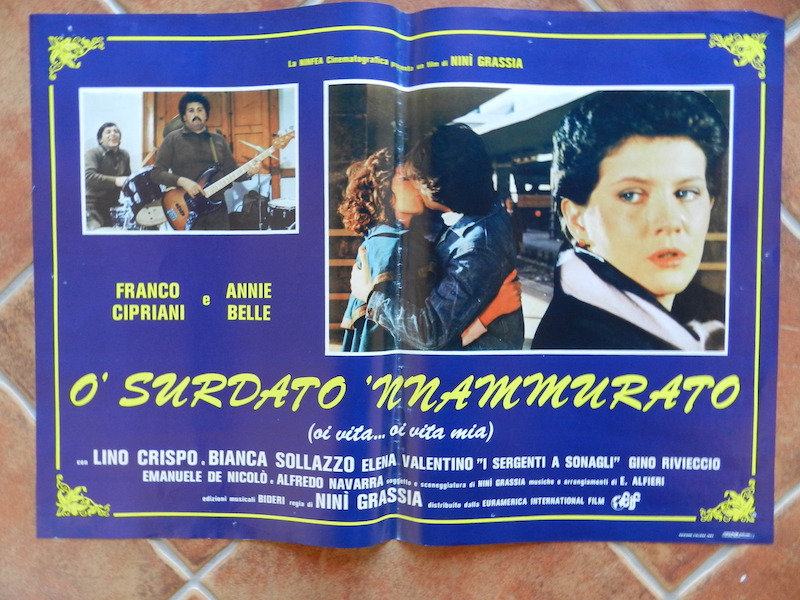 La NINFEA Cinematografica presenta un film di NINÌ GRASSIA
FRANCO CIPRIANI e ANNIE BELLE
O' SURDATO 'NNAMMURATO
(oi vita... oi vita mia)
con LINO CRISPO. BIANCA SOLLAZZO ELENA VALENTINO "I SERGENTI A SONAGLI" GINO RIVIECCIO
EMANUELE DE NICOLÒ. ALFREDO NAVARRA soggetto e sceneggiatura di NINÌ GRASSIA musiche e arrangiamenti di E. ALFIERI
edizioni musicali BIDERI regia di NINÌ GRASSIA distribuito dalla EURAMERICA INTERNATIONAL FILM